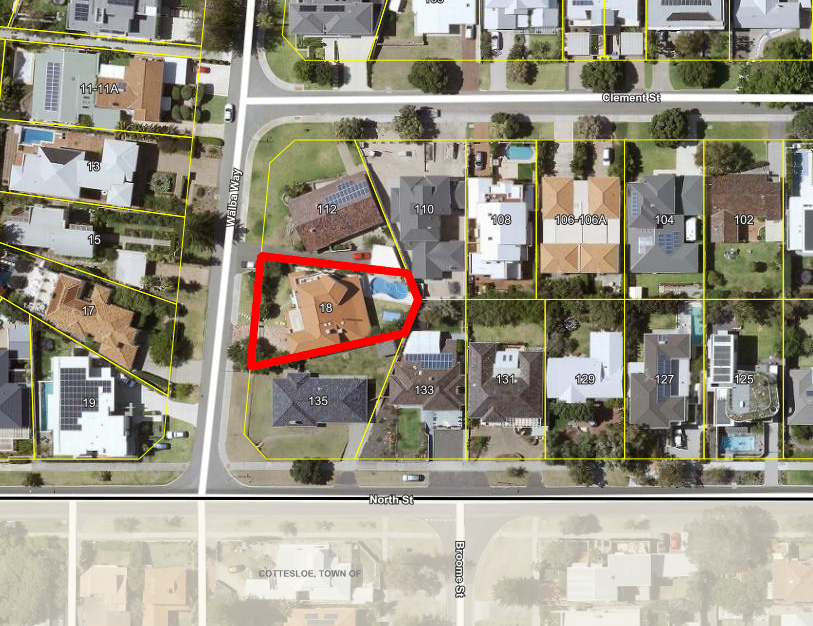 11-11A
Clement St
13
Walba Way
112
110
108
106-106A
104
102
15
17
18
19
135
133
131
129
127
125
North St
Broome St
COTTESLOE, TOWN OF